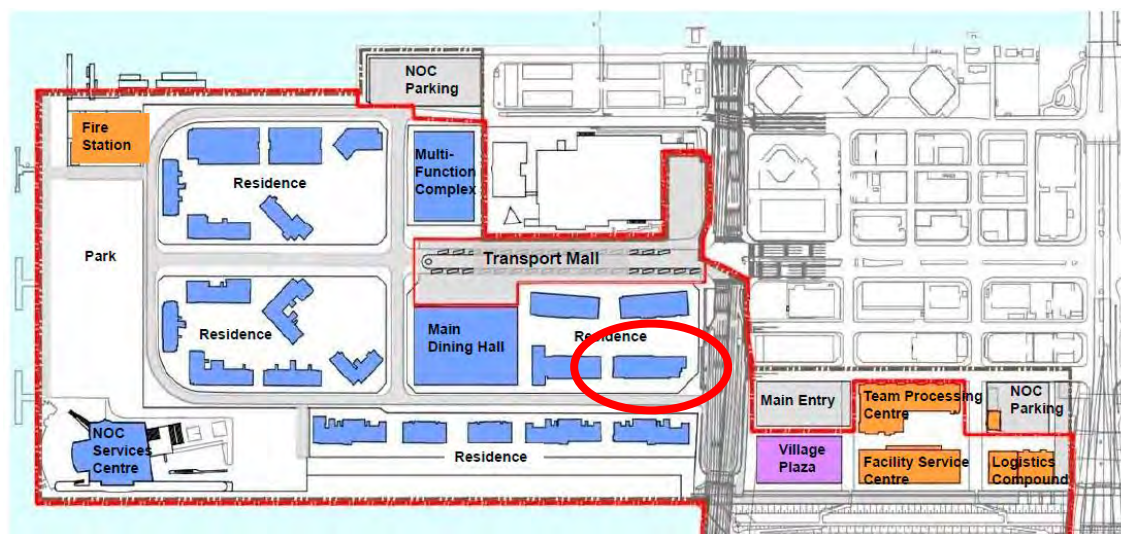 NOC
Parking
Fire
Station
Multi-
Function
Complex
Residence
Park
Transport Mall
Residence
Main
Dining Hall
Residence
Main Entry
Team Processing
Centre
NOC
Parking
NOC
Services
Centre
Residence
Village
Plaza
Facility Service
Centre
Logistics
Compound